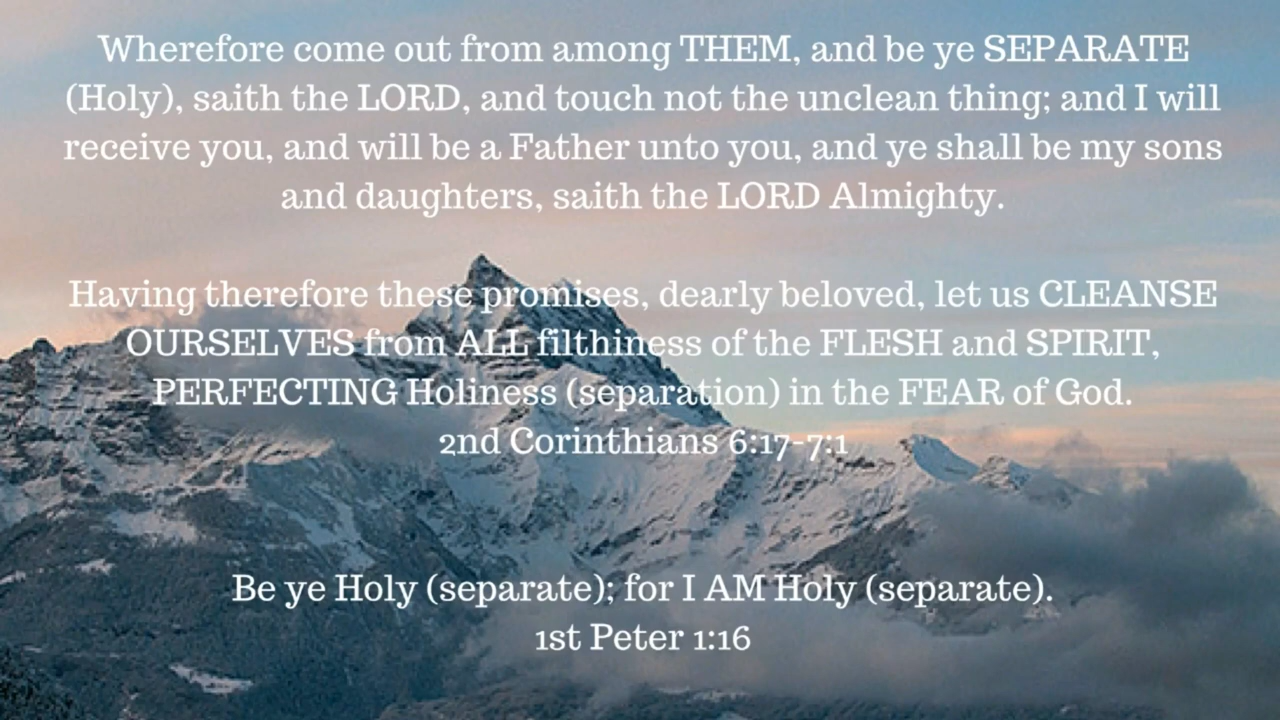 Wherefore come out from among THEM, and be ye SEPARATE
(Holy), saith the LORD, and touch not the unclean thing; and I will
receive you, and will be a Father unto you, and ye shall be my sons
and daughters, saith the LORD Almighty.
Having therefore these promises, dearly beloved, let us CLEANSE
OURSELVES from ALL filthiness of the FLESH and SPIRIT,
PERFECTING Holiness (separation) in the FEAR of God.
2nd Corinthians 6:17-7:1
Be ye Holy (separate); for I AM Holy (separate).
1st Peter 1:16